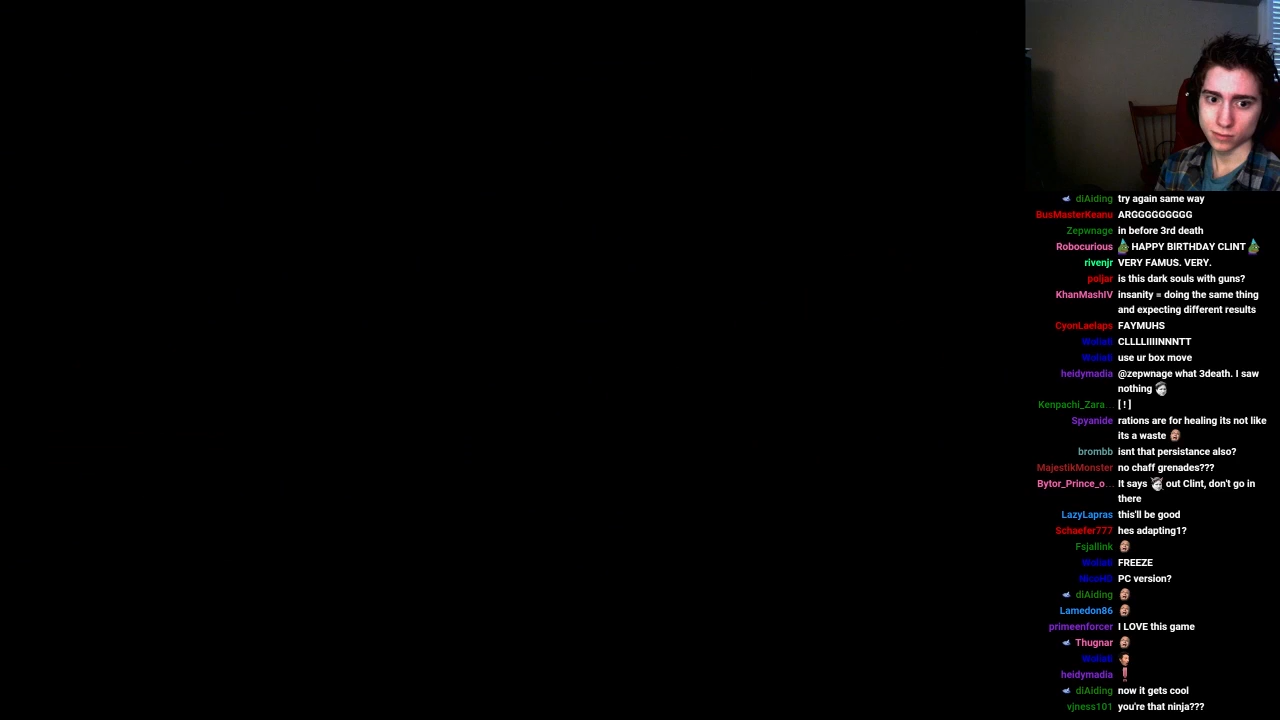 diAiding try again same way
BusMasterKeanu ARGGGGGGGGG
Zepwnage in before 3rd death
Robocurious HAPPY BIRTHDAY CLINT
rivenjr VERY FAMUS. VERY.
poljar is this dark souls with guns?
KhanMashIV insanity = doing the same thing
and expecting different results
CyonLaelaps FAYMUHS
CLLLLIIIINNNTT
use ur box move
heidymadia @zepwnage what 3death. I saw
nothing
Kenpachi_Zara... [ ! ]
Spyanide rations are for healing its not like
its a waste
brombb isnt that persistance also?
MajestikMonster no chaff grenades???
Bytor_Prince_o... It says out Clint, don't go in
there
LazyLapras this'll be good
Schaefer777 hes adapting1?
Fsjallink
FREEZE
PC version?
diAiding
Lamedon86
primeenforcer I LOVE this game
Thugnar
heidymadia
diAiding now it gets cool
vjness101 you're that ninja???